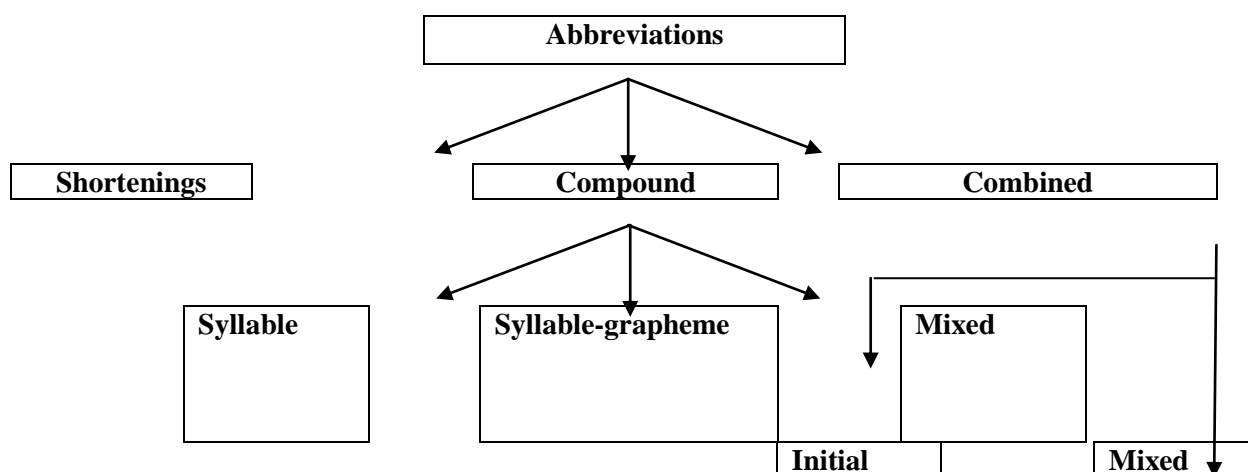 Abbreviations
Shortenings
Compound
Combined
Syllable
Syllable-grapheme
Mixed
Initial
Mixed